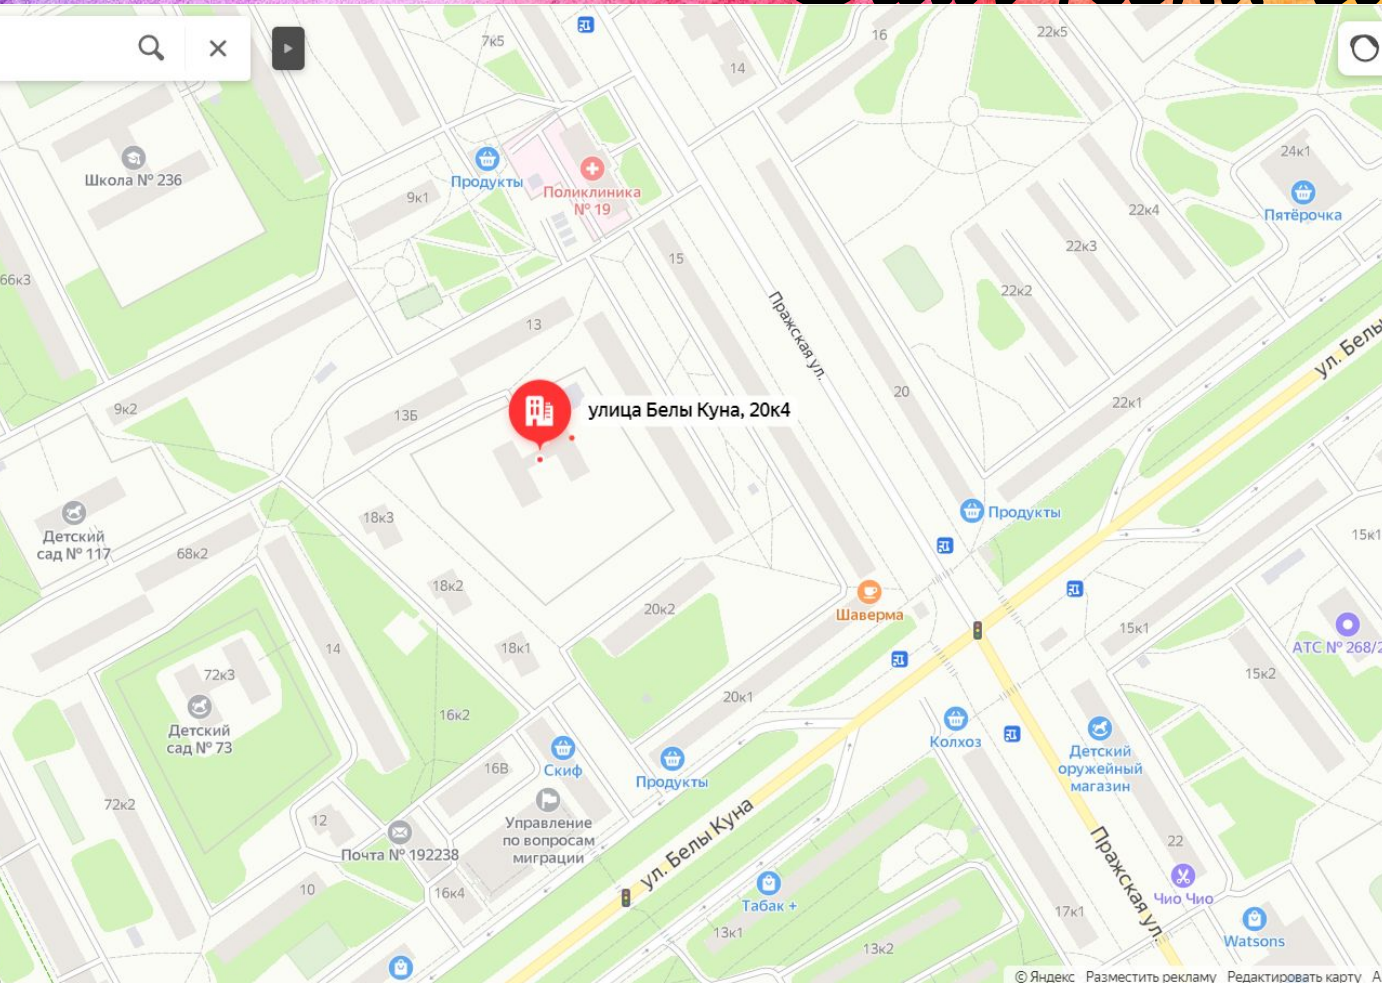 7к5
16
22к5
14
Школа № 236
Продукты
9к1
Поликлиника
№ 19
24к1
Пятёрочка
22к4
22к3
22к2
66к3
15
13
Пражская ул.
ул. Белы
20
22к1
9к2
13Б
улица Белы Куна, 20к4
Детский
сад № 117
68к2
18к3
18к2
18к1
20к2
Продукты
Шаверма
15к1
15к1
АТС № 268/2
15к2
72к3
Детский
сад № 73
14
16к2
20к1
Колхоз
Детский
оружейный
магазин
16В
Скиф
Продукты
72к2
12
Управление
по вопросам
миграции
Почта № 192238
ул. Белы Куна
22
Пражская ул.
Чио Чио
10
16к4
Табак +
17к1
13к1
13к2
Watsons
© Яндекс Разместить рекламу Редактировать карту